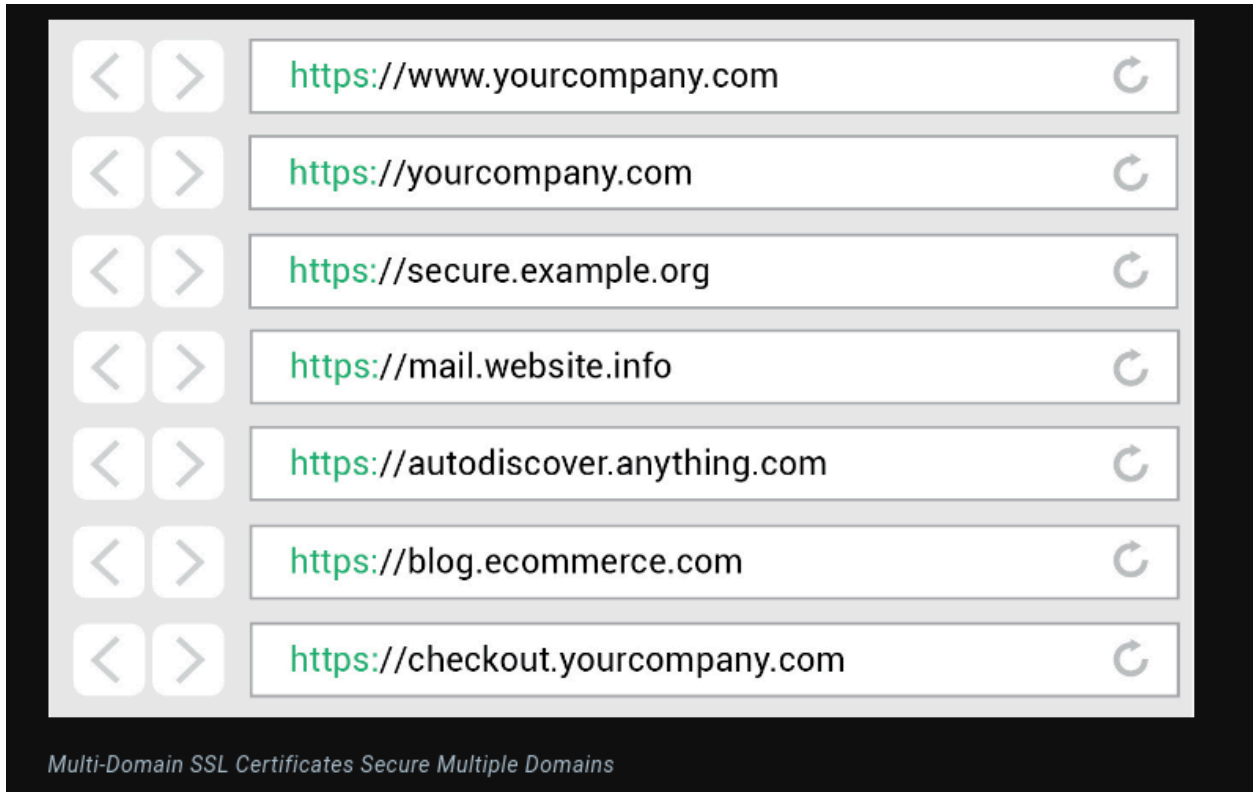 https://www.yourcompany.com
https://yourcompany.com
https://secure.example.org
https://mail.website.info
https://autodiscover.anything.com
https://blog.ecommerce.com
https://checkout.yourcompany.com
Multi-Domain SSL Certificates Secure Multiple Domains